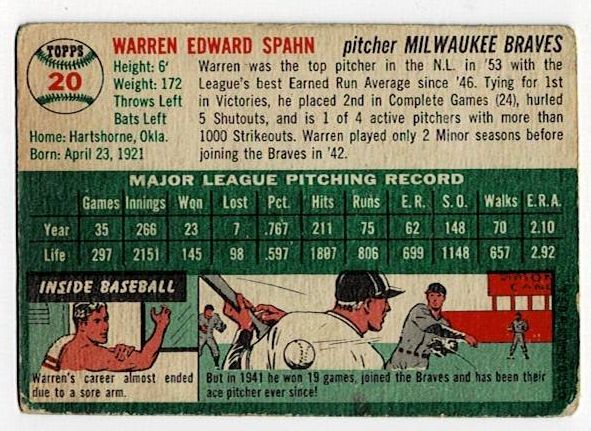 TOPPS
20
WARREN EDWARD SPAHN pitcher MILWAUKEE BRAVES
Height: 6'
Weight: 172
Throws Left
Bats Left
Home: Hartshorne, Okla.
Born: April 23, 1921
Warren was the top pitcher in the N.L. in '53 with the
League's best Earned Run Average since '46. Tying for 1st
in Victories, he placed 2nd in Complete Games (24), hurled
5 Shutouts, and is 1 of 4 active pitchers with more than
1000 Strikeouts. Warren played only 2 Minor seasons before
joining the Braves in '42.
MAJOR LEAGUE PITCHING RECORD
Games Innings Won Lost Pct. Hits Runs E.R. S.O. Walks E.R.A.
Year 35 266 23 7 .767 211 75 62 148 70 2.10
Life 297 2151 145 98 .597 1807 806 699 1148 657 2.92
INSIDE BASEBALL
Warren's career almost ended
due to a sore arm.
But in 1941 he won 19 games, joined the Braves and has been their
ace pitcher ever since!